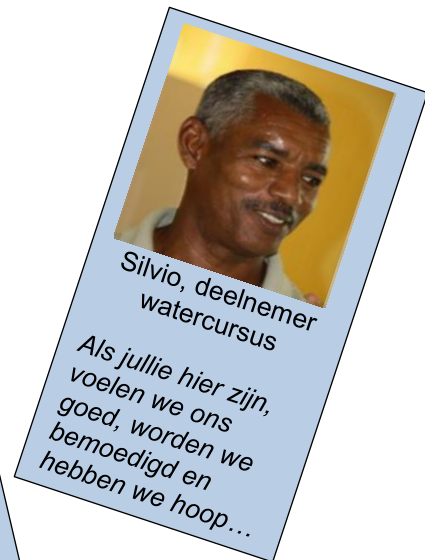 Silvio, deelnemer
watercursus
Als jullie hier zijn,
voelen we ons
goed, worden we
bemoedigd en
hebben we hoop…